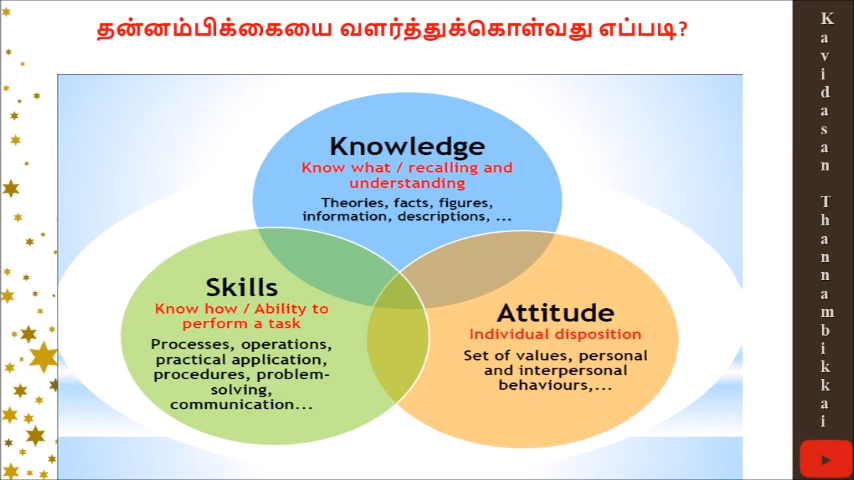 தன்னம்பிக்கையை வளர்த்துக்கொள்வது எப்படி?
Knowledge
Know what / recalling and
understanding
Theories, facts, figures,
information, descriptions, ...
Skills
Know how / Ability to
perform a task
Processes, operations,
practical application,
procedures, problem-
solving,
communication...
Attitude
Individual disposition
Set of values, personal
and interpersonal
behaviours,...
Kavidasan Thannambikkai